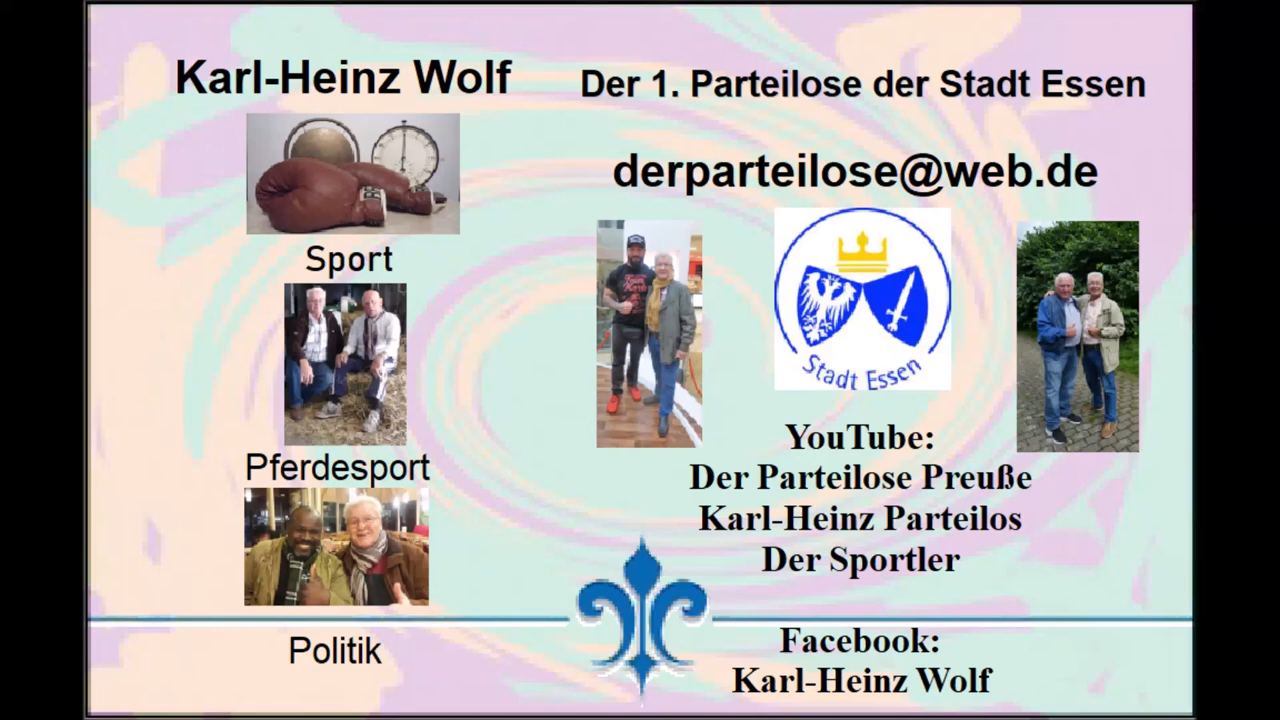 Karl-Heinz Wolf
Der 1. Parteilose der Stadt Essen
derparteilose@web.de
Sport
Pferdesport
Politik
Stadt Essen
YouTube:
Der Parteilose Preuße
Karl-Heinz Parteilos
Der Sportler
Facebook:
Karl-Heinz Wolf